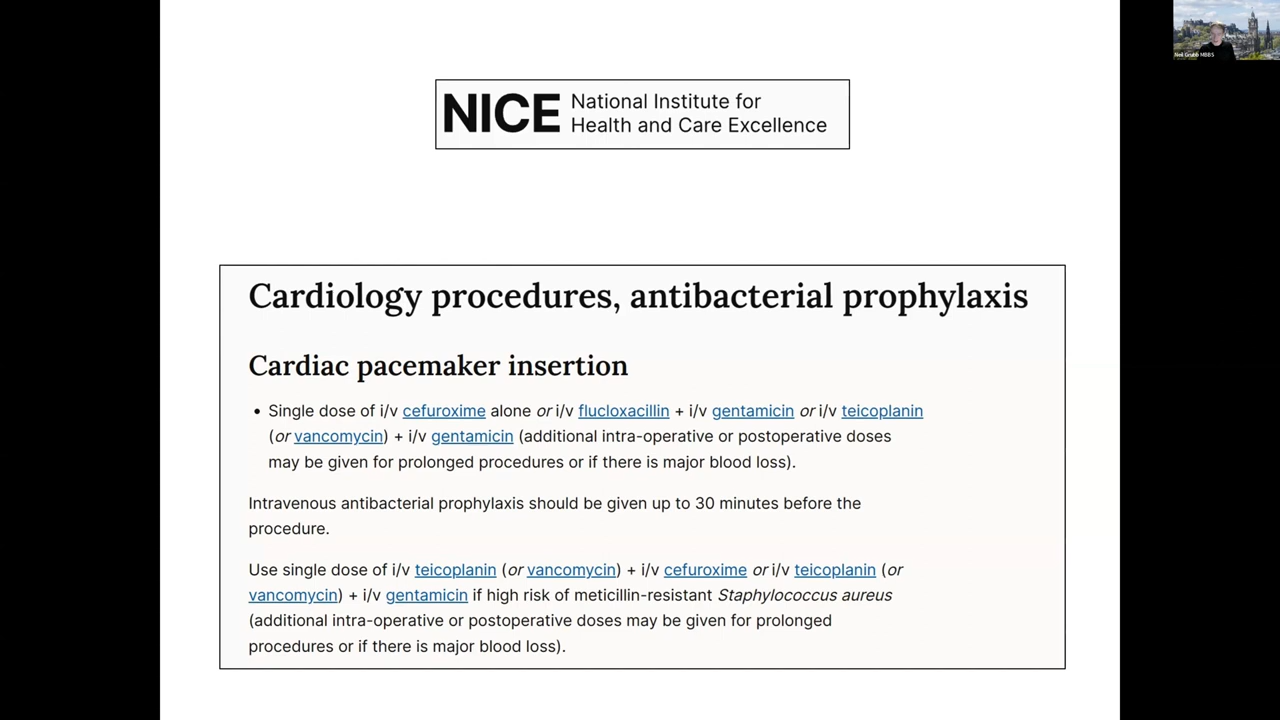 Neil Grubb MBBS
NICE National Institute for
Health and Care Excellence
Cardiology procedures, antibacterial prophylaxis
Cardiac pacemaker insertion
• Single dose of i/v cefuroxime alone or i/v flucloxacillin + i/v gentamicin or i/v teicoplanin
(or vancomycin) + i/v gentamicin (additional intra-operative or postoperative doses
may be given for prolonged procedures or if there is major blood loss).
Intravenous antibacterial prophylaxis should be given up to 30 minutes before the
procedure.
Use single dose of i/v teicoplanin (or vancomycin) + i/v cefuroxime or i/v teicoplanin (or
vancomycin) + i/v gentamicin if high risk of meticillin-resistant Staphylococcus aureus
(additional intra-operative or postoperative doses may be given for prolonged
procedures or if there is major blood loss).